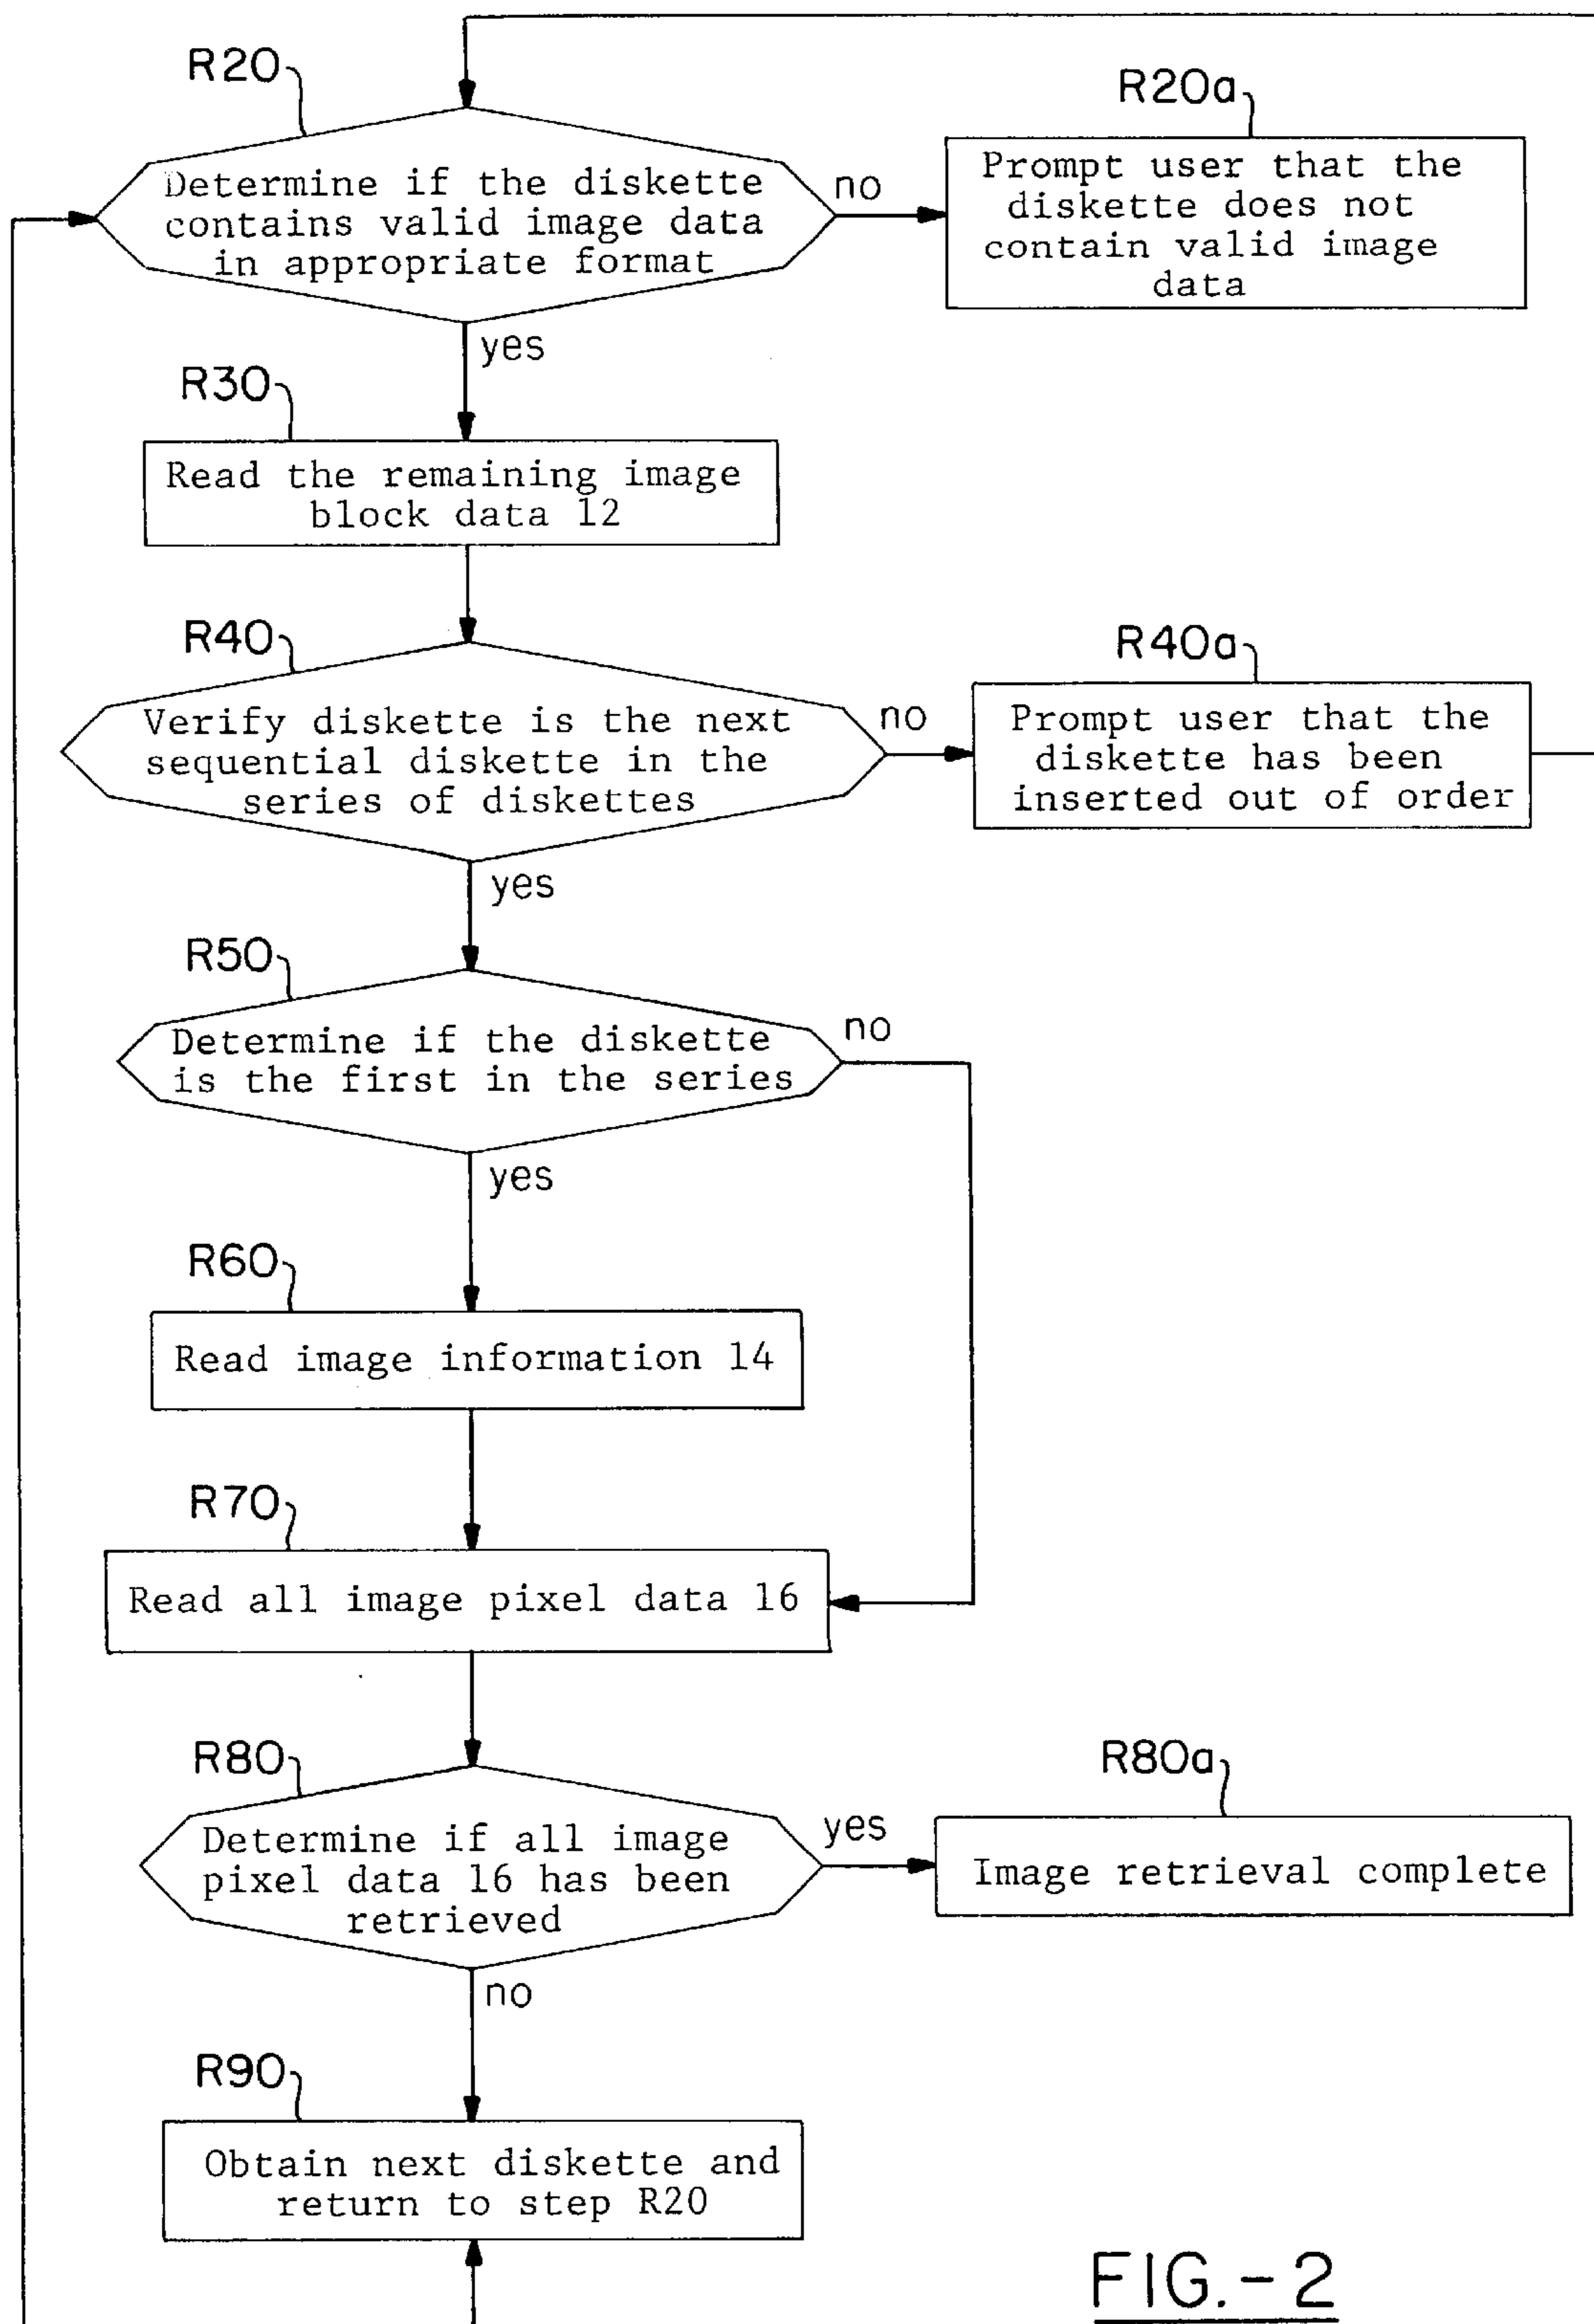 R20
Determine if the diskette
contains valid image data
in appropriate format
no
R20a
Prompt user that the
diskette does not
contain valid image
data
yes
R30
Read the remaining image
block data 12
R40
Verify diskette is the next
sequential diskette in the
series of diskettes
no
R40a
Prompt user that the
diskette has been
inserted out of order
yes
R50
Determine if the diskette
is the first in the series
no
yes
R60
Read image information 14
R70
Read all image pixel data 16
R80
Determine if all image
pixel data 16 has been
retrieved
yes
R80a
Image retrieval complete
no
R90
Obtain next diskette and
return to step R20
FIG.-2